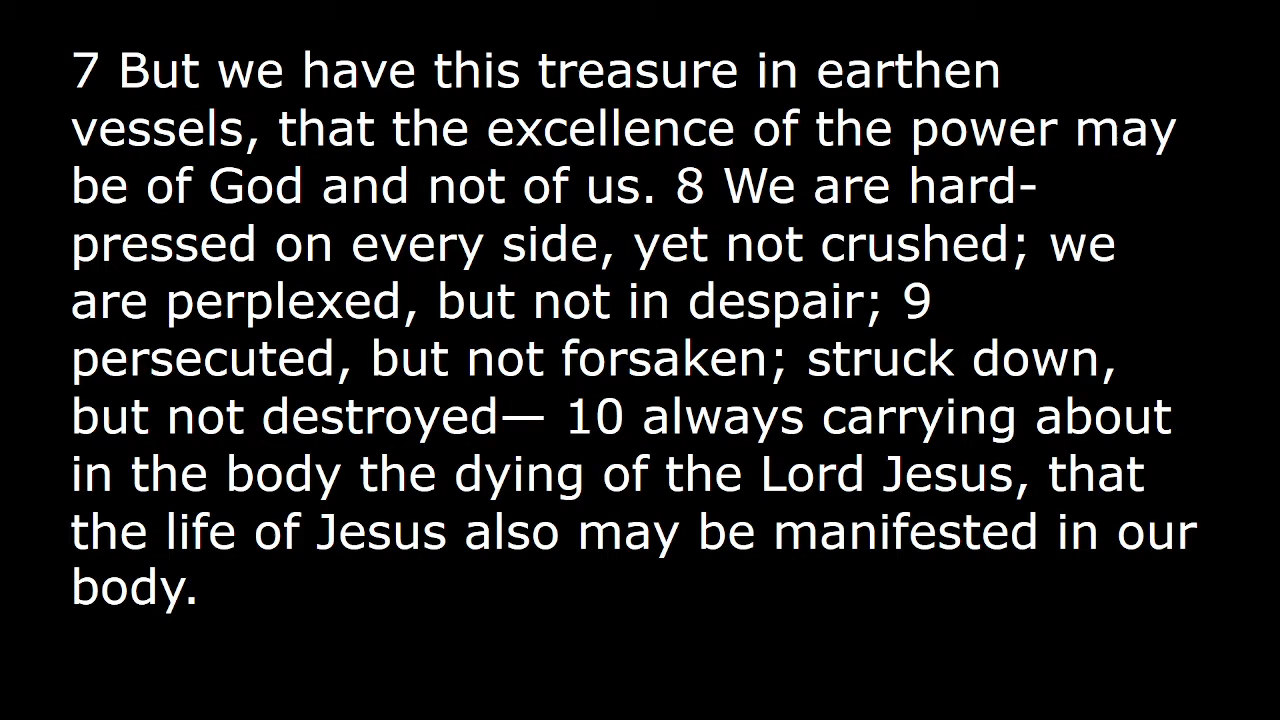 7 But we have this treasure in earthen
vessels, that the excellence of the power may
be of God and not of us. 8 We are hard-
pressed on every side, yet not crushed; we
are perplexed, but not in despair; 9
persecuted, but not forsaken; struck down,
but not destroyed— 10 always carrying about
in the body the dying of the Lord Jesus, that
the life of Jesus also may be manifested in our
body.